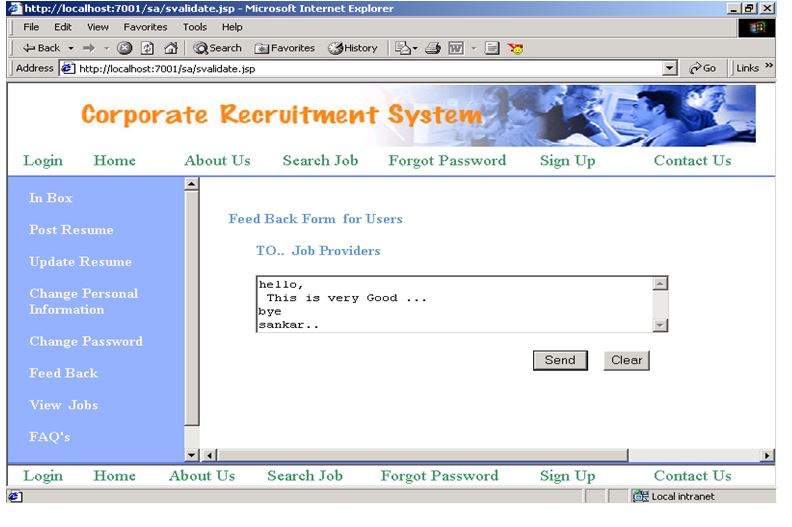 http://localhost:7001/sa/svalidate.jsp - Microsoft Internet Explorer
File Edit View Favorites Tools Help
Back Search Favorites History
Address http://localhost:7001/sa/svalidate.jsp Go Links »
Corporate Recruitment System
Login Home About Us Search Job Forgot Password Sign Up Contact Us
In Box
Post Resume
Update Resume
Change Personal
Information
Change Password
Feed Back
View Jobs
FAQ's
Feed Back Form for Users
TO.. Job Providers
hello,
This is very Good ...
bye
sankar..
Send Clear
Login Home About Us Search Job Forgot Password Sign Up Contact Us
Local intranet